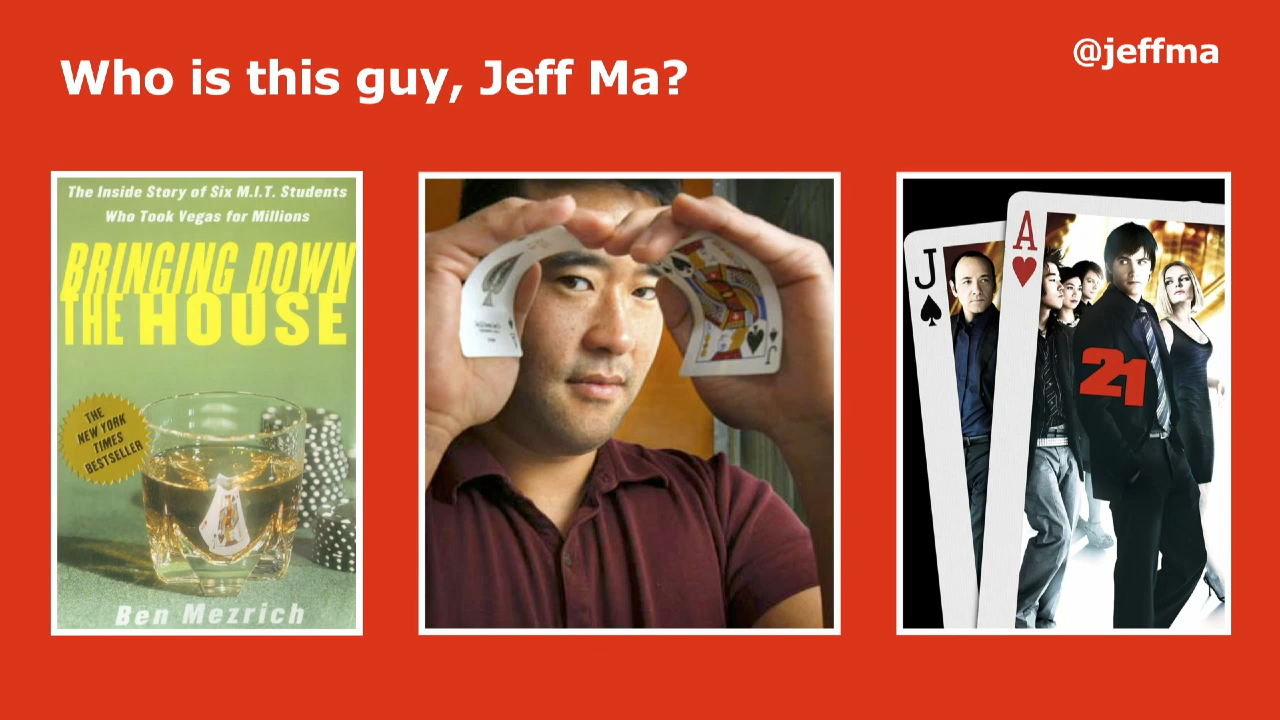 Who is this guy, Jeff Ma?
@jeffma
The Inside Story of Six M.I.T. Students
Who Took Vegas for Millions
BRINGING DOWN
THE HOUSE
THE
NEW YORK
TIMES
BESTSELLER
Ben Mezrich
J
J
A
21